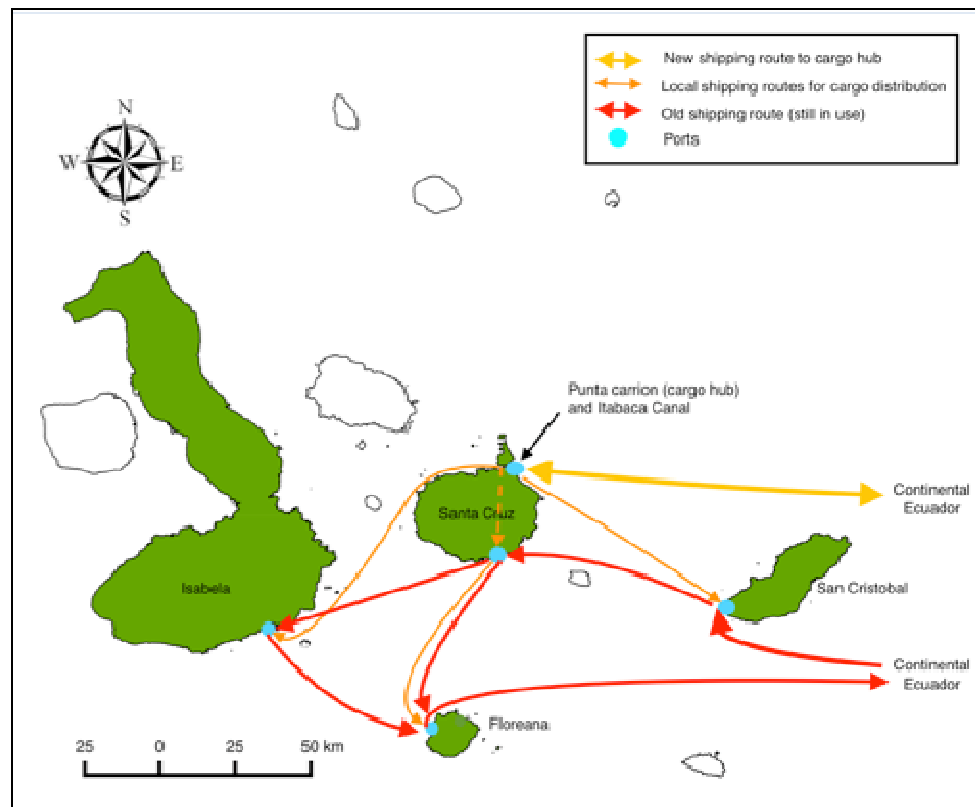 New shipping route to cargo hub
Local shipping routes for cargo distribution
Old shipping route (still in use)
Ports
N
W E
S
Punta carrion (cargo hub)
and Itabaca Canal
Continental
Ecuador
Santa Cruz
Isabela
San Cristobal
Continental
Ecuador
Floreana
25 0 25 50 km